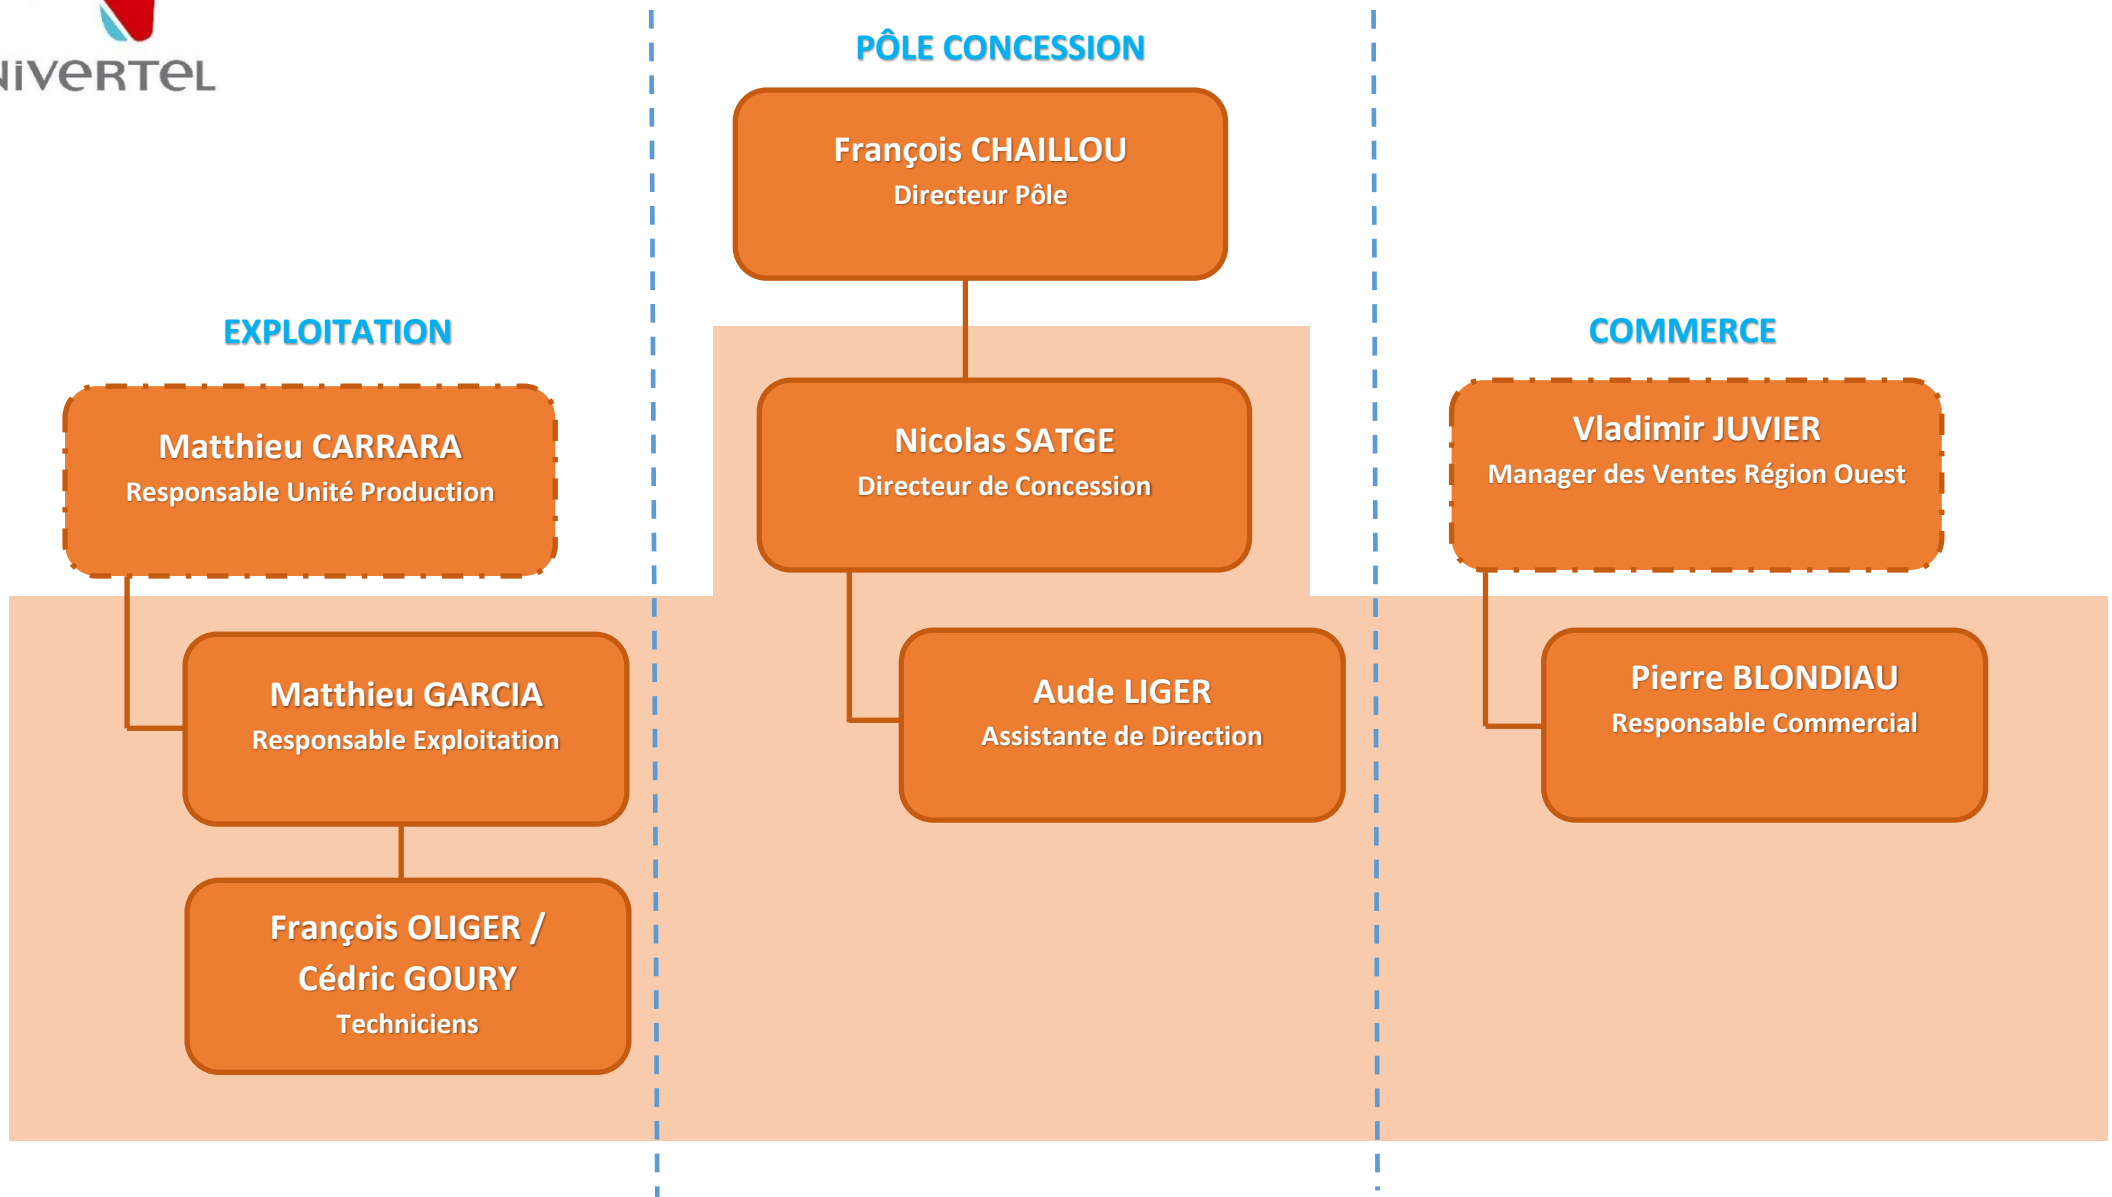 NiVeRTeL
PÔLE CONCESSION
François CHAILLOU
Directeur Pôle
EXPLOITATION
COMMERCE
Matthieu CARRARA
Responsable Unité Production
Nicolas SATGE
Directeur de Concession
Vladimir JUVIER
Manager des Ventes Région Ouest
Matthieu GARCIA
Responsable Exploitation
Aude LIGER
Assistante de Direction
Pierre BLONDIAU
Responsable Commercial
François OLIGER /
Cédric GOURY
Techniciens